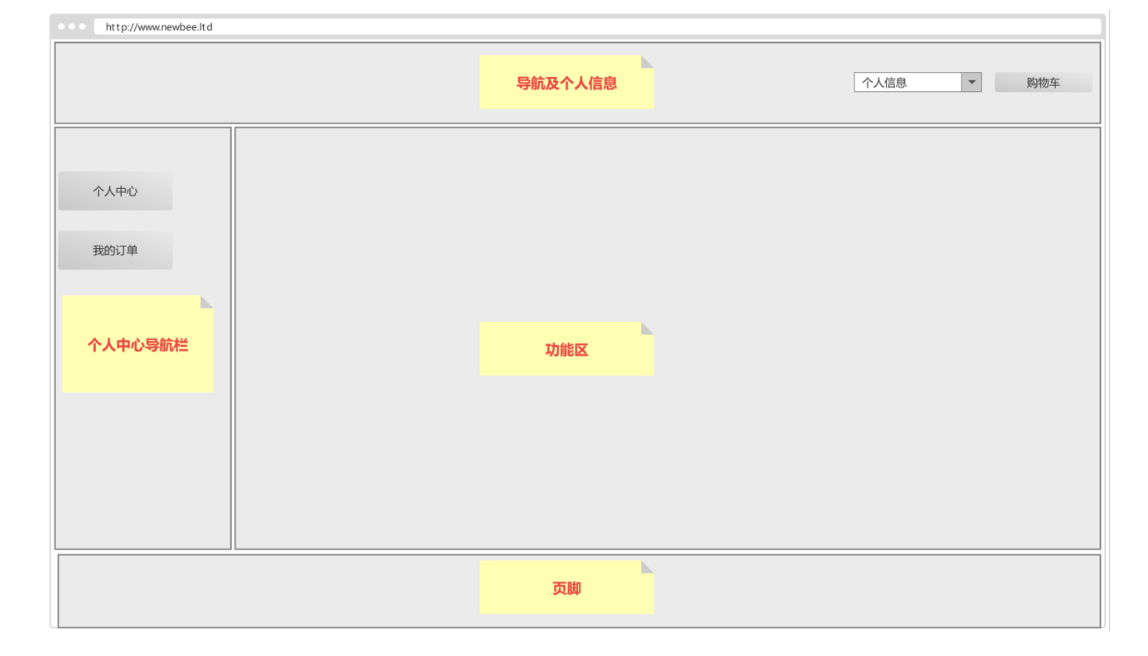 http://www.newbee.ltd
导航及个人信息
个人信息
购物车
个人中心
我的订单
个人中心导航栏
功能区
页脚